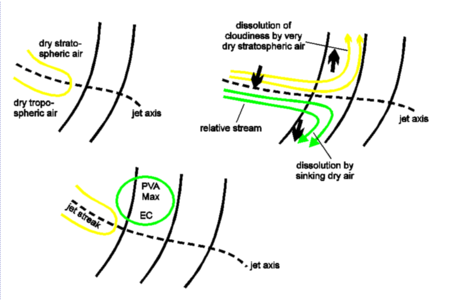 dry strato-
spheric air
dry tropo-
spheric air
jet axis
dissolution of
cloudiness by very
dry stratospheric air
relative stream
jet axis
dissolution by
sinking dry air
PVA
Max
EC
jet streak
jet axis